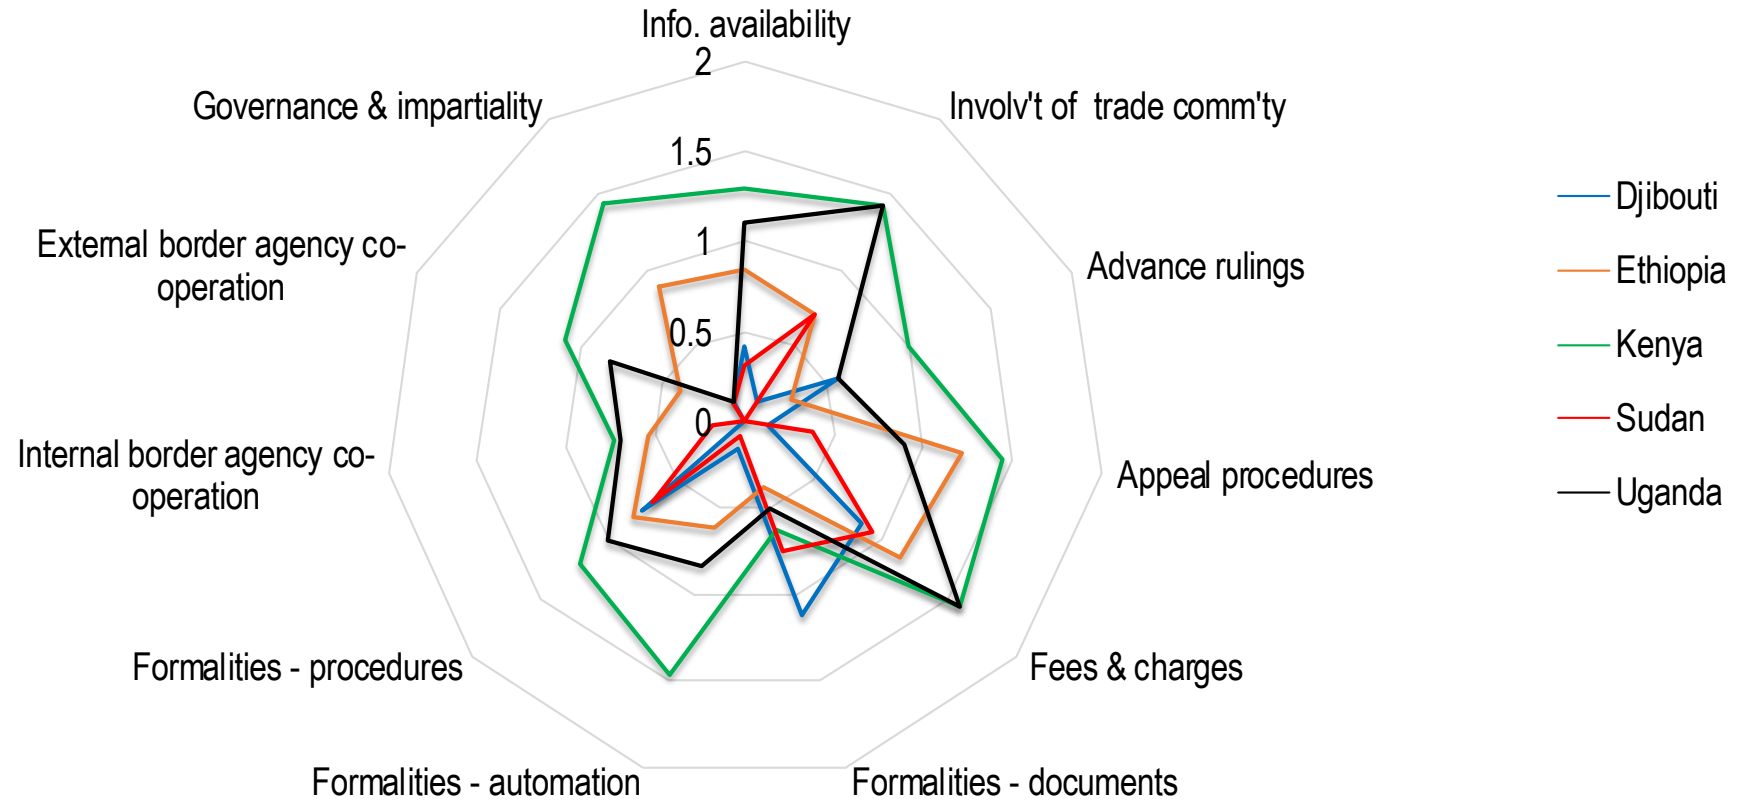 Info. availability
2
Governance & impartiality
Involv't of trade comm'ty
1.5
Djibouti
External border agency co-
operation
1
Advance rulings
Ethiopia
0.5
Kenya
0
Sudan
Internal border agency co-
operation
Appeal procedures
Uganda
Formalities - procedures
Fees & charges
Formalities - automation
Formalities - documents